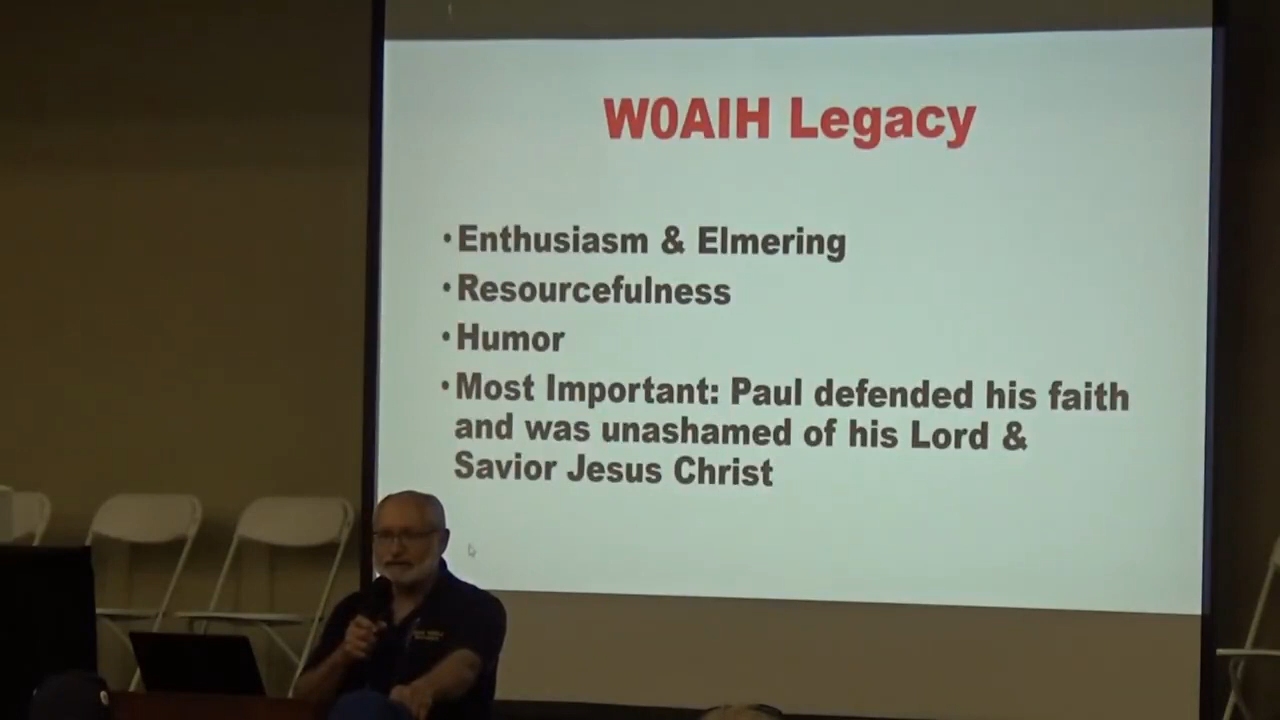 W0AIH Legacy
•Enthusiasm & Elmering
•Resourcefulness
•Humor
•Most Important: Paul defended his faith
and was unashamed of his Lord &
Savior Jesus Christ